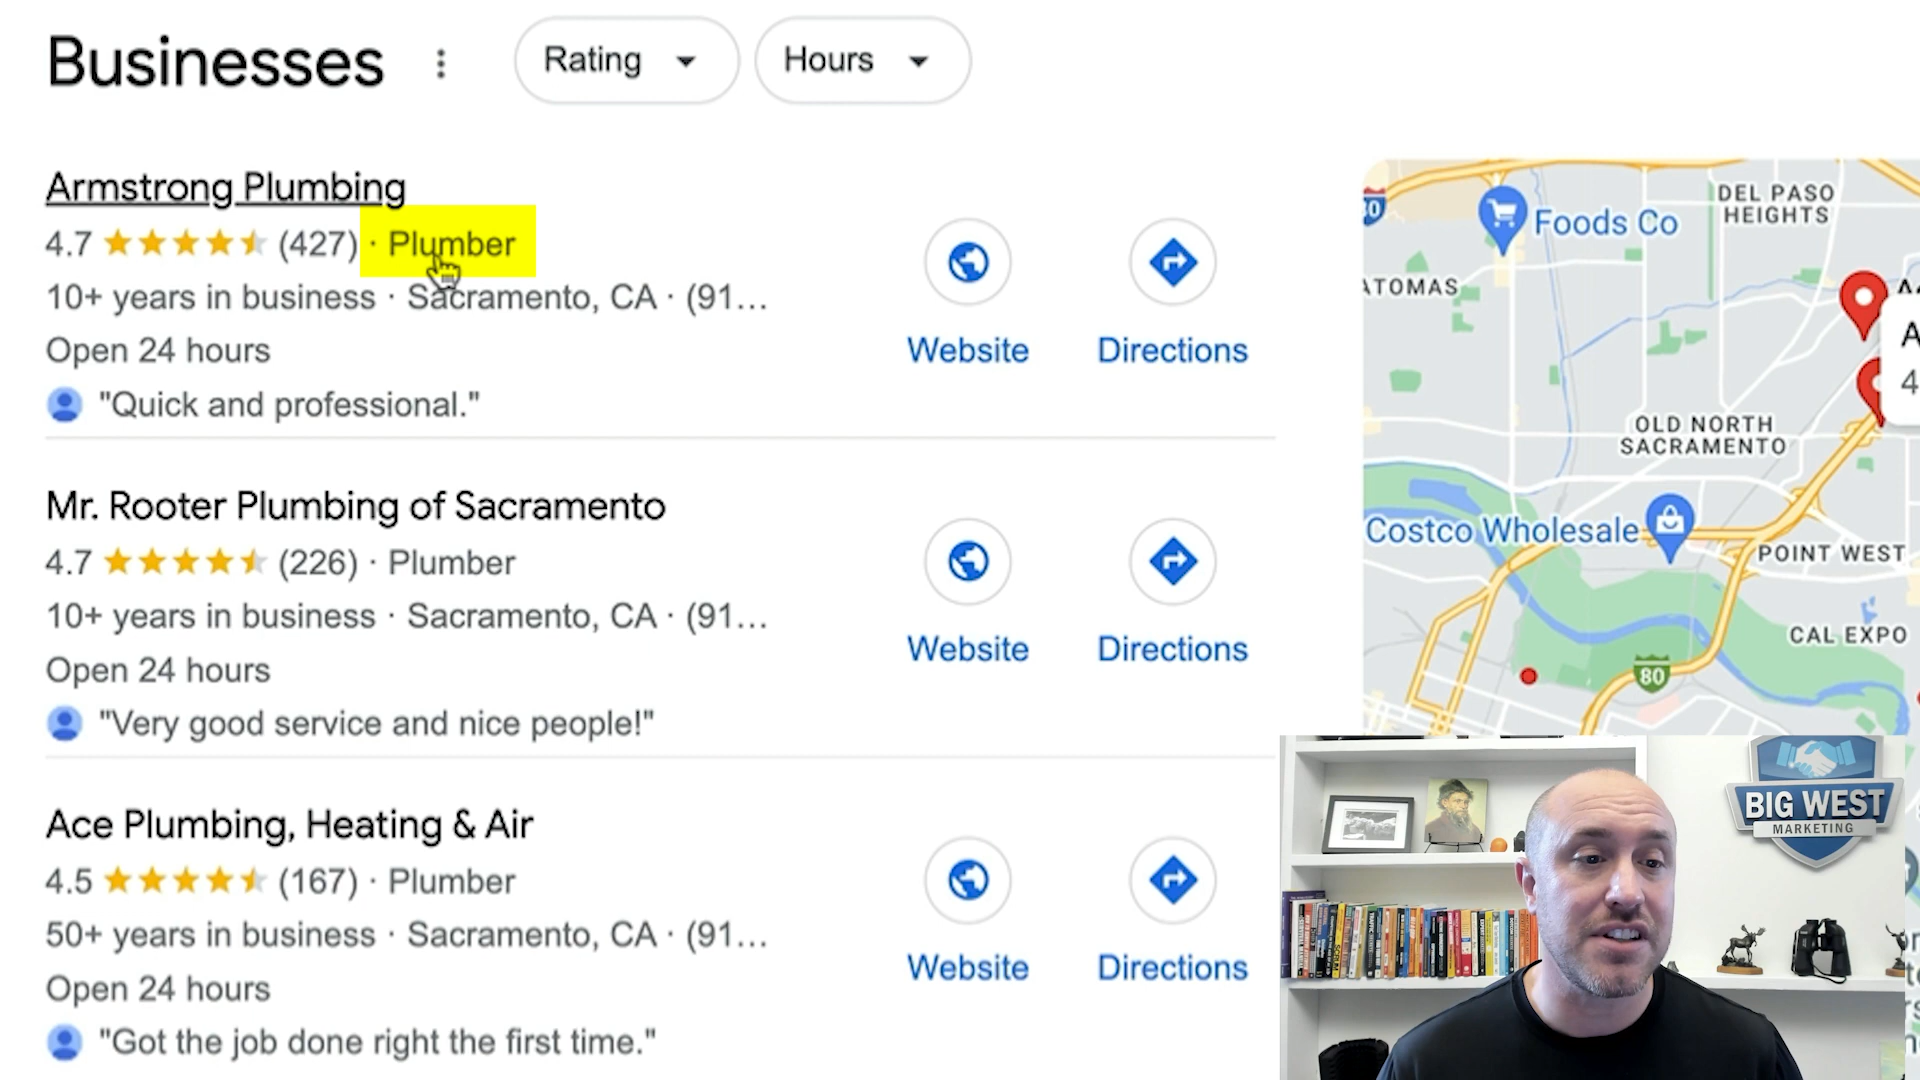 Businesses
Rating
Hours
Armstrong Plumbing
4.7 (427) · Plumber
10+ years in business · Sacramento, CA · (91...
Open 24 hours
"Quick and professional."
Website
Directions
Mr. Rooter Plumbing of Sacramento
4.7 (226) · Plumber
10+ years in business · Sacramento, CA · (91...
Open 24 hours
"Very good service and nice people!"
Website
Directions
Ace Plumbing, Heating & Air
4.5 (167) · Plumber
50+ years in business · Sacramento, CA · (91...
Open 24 hours
"Got the job done right the first time."
Website
Directions
Foods Co
DEL PASO
HEIGHTS
ATOMAS
A
4
OLD NORTH
SACRAMENTO
Costco Wholesale
POINT WEST
CAL EXPO
80
BIG WEST
MARKETING